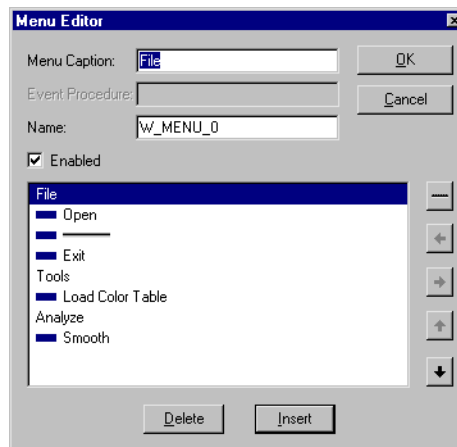 Menu Editor
Menu Caption: File OK
Event Procedure: Cancel
Name: W_MENU_0
Enabled
File
Open
Exit
Tools
Load Color Table
Analyze
Smooth
Delete Insert